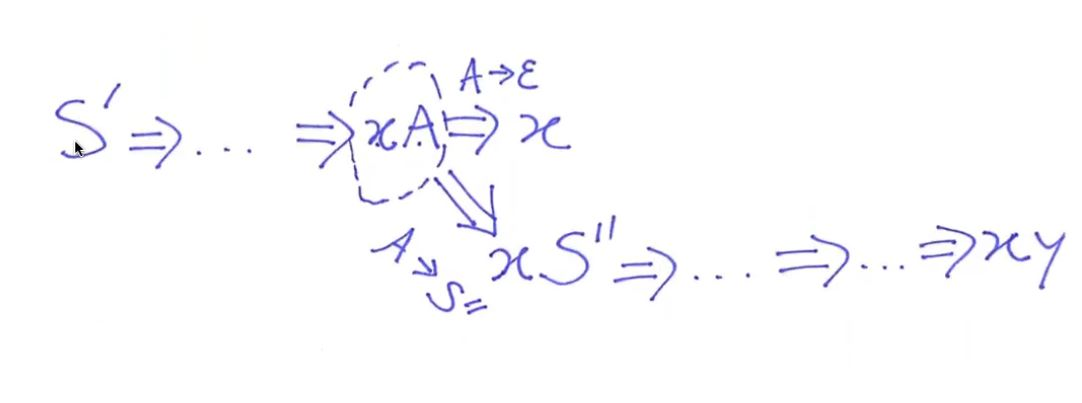 A→ε
S′ ⇒ ... ⇒ xA ⇒ x
A→S″
xS″ ⇒ ... ⇒ ... ⇒ xy